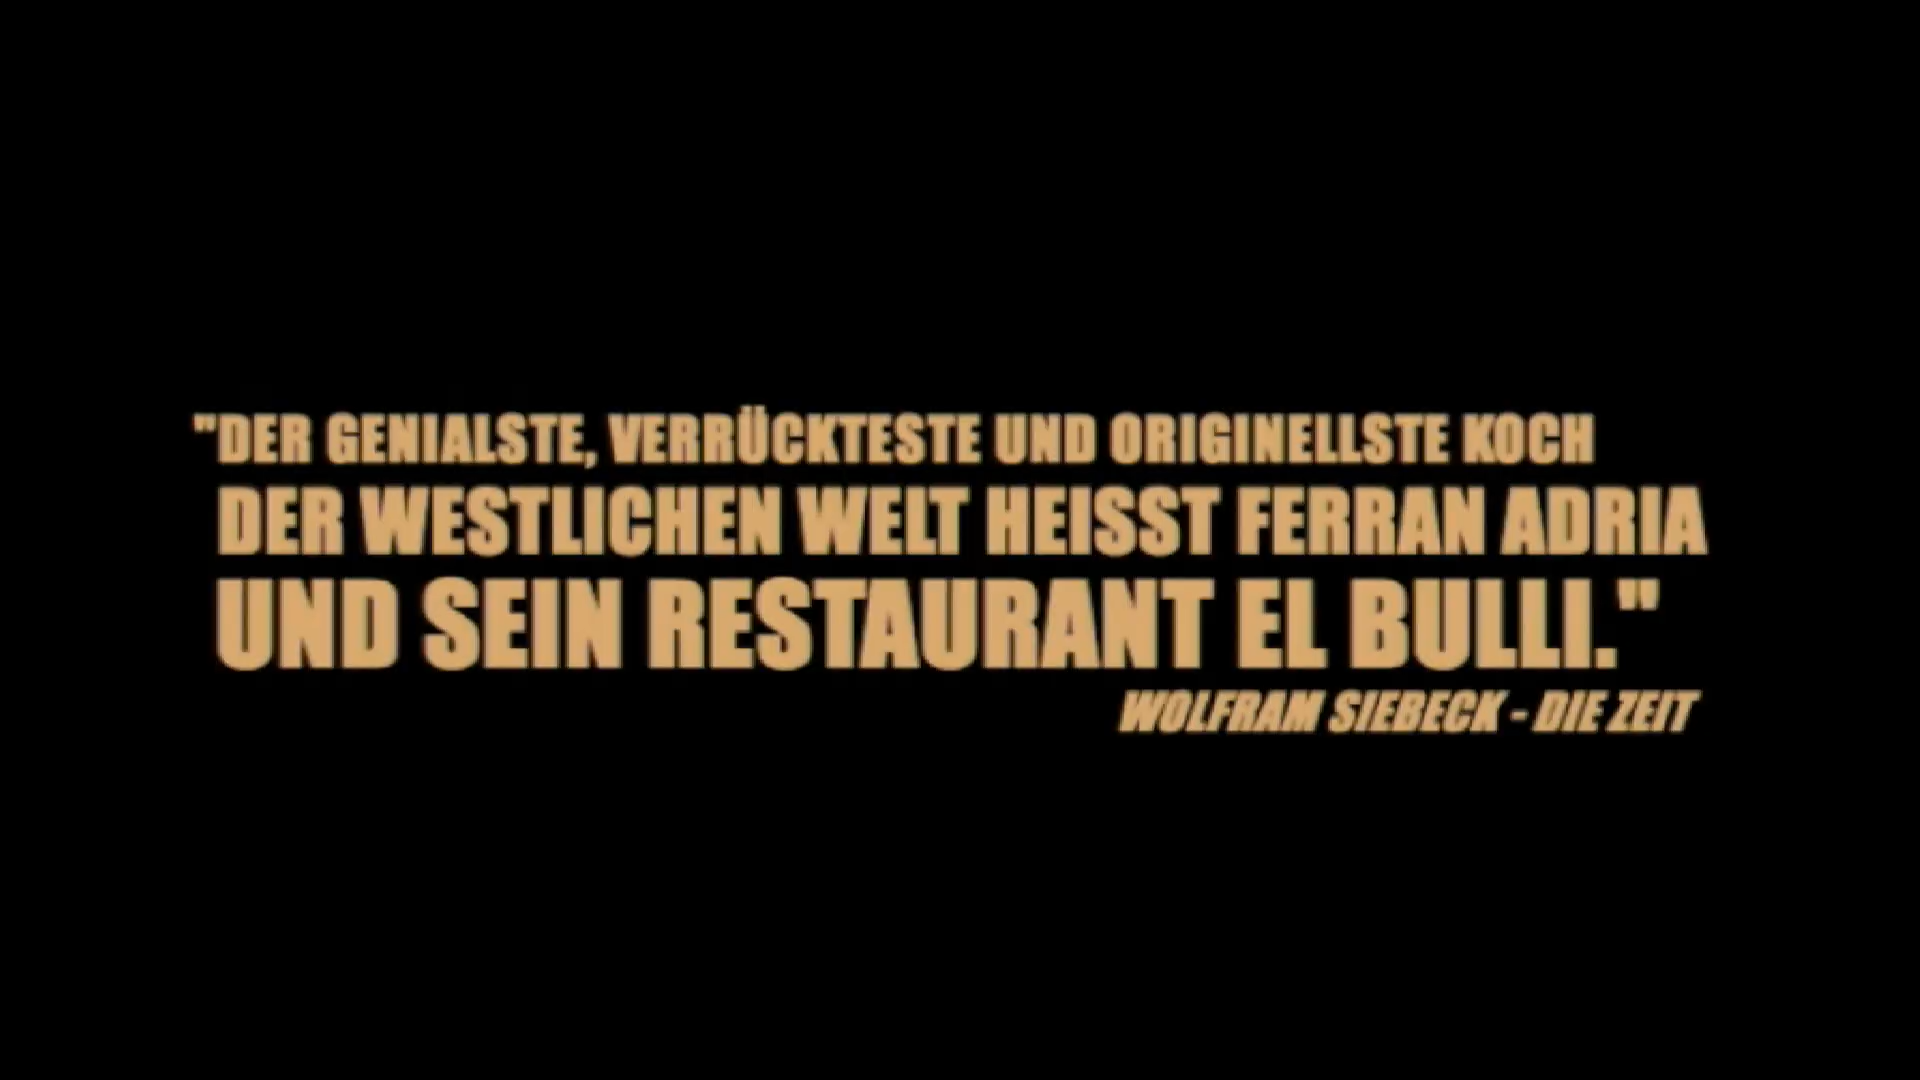 "DER GENIALSTE, VERRÜCKTESTE UND ORIGINELLSTE KOCH
DER WESTLICHEN WELT HEISST FERRAN ADRIA
UND SEIN RESTAURANT EL BULLI."
WOLFRAM SIEBECK - DIE ZEIT